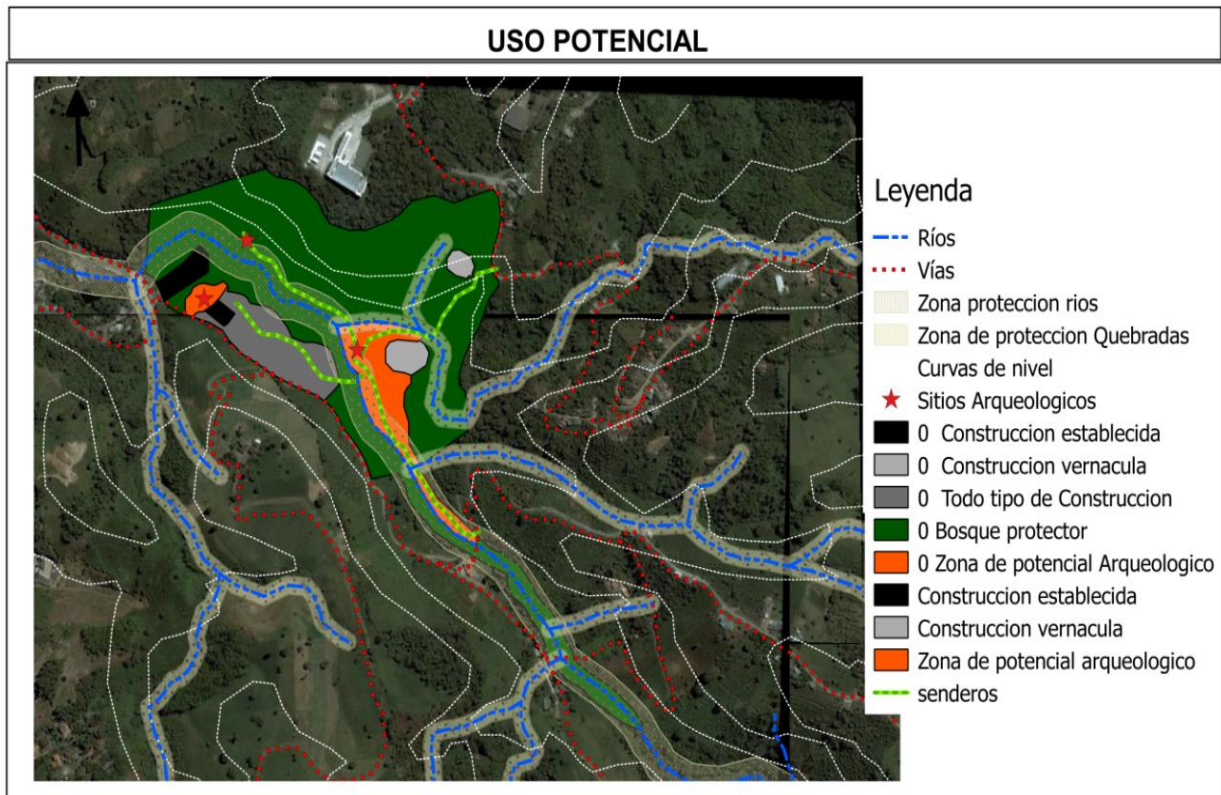 USO POTENCIAL
Leyenda
Ríos
Vías
Zona proteccion rios
Zona de proteccion Quebradas
Curvas de nivel
Sitios Arqueologicos
0 Construccion establecida
0 Construccion vernacula
0 Todo tipo de Construccion
0 Bosque protector
0 Zona de potencial Arqueologico
Construccion establecida
Construccion vernacula
Zona de potencial arqueologico
senderos